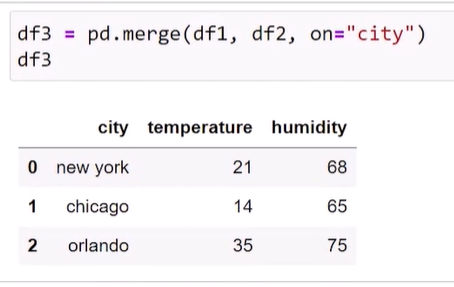 df3 = pd.merge(df1, df2, on="city")
df3
city temperature humidity
0 new york 21 68
1 chicago 14 65
2 orlando 35 75